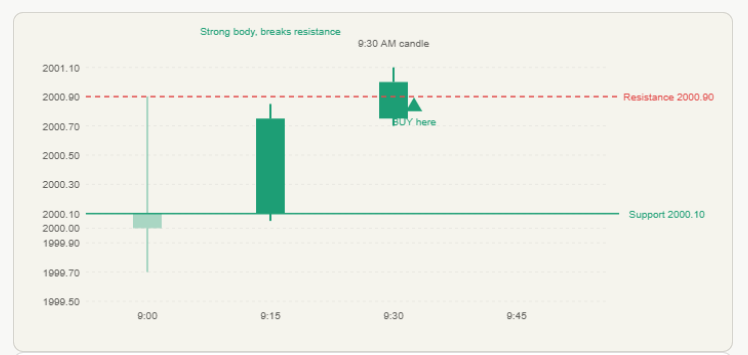 Strong body, breaks resistance
9:30 AM candle
2001.10
2000.90
Resistance 2000.90
2000.70
BUY here
2000.50
2000.30
2000.10
Support 2000.10
2000.00
1999.90
1999.70
1999.50
9:00
9:15
9:30
9:45